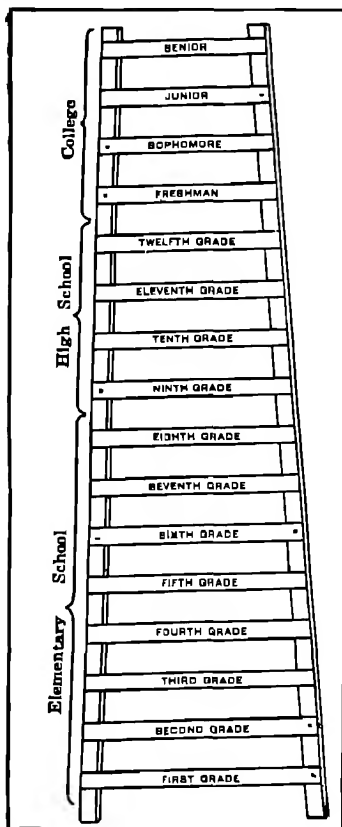 SENIOR
JUNIOR
SOPHOMORE
FRESHMAN
TWELFTH GRADE
ELEVENTH GRADE
TENTH GRADE
NINTH GRADE
EIGHTH GRADE
SEVENTH GRADE
SIXTH GRADE
FIFTH GRADE
FOURTH GRADE
THIRD GRADE
SECOND GRADE
FIRST GRADE
College
High School
Elementary School